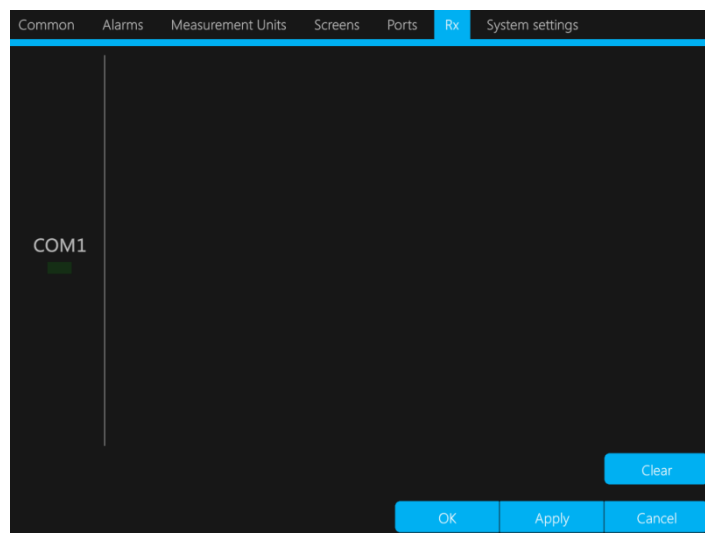 Common Alarms Measurement Units Screens Ports Rx System settings
COM1
Clear
OK Apply Cancel